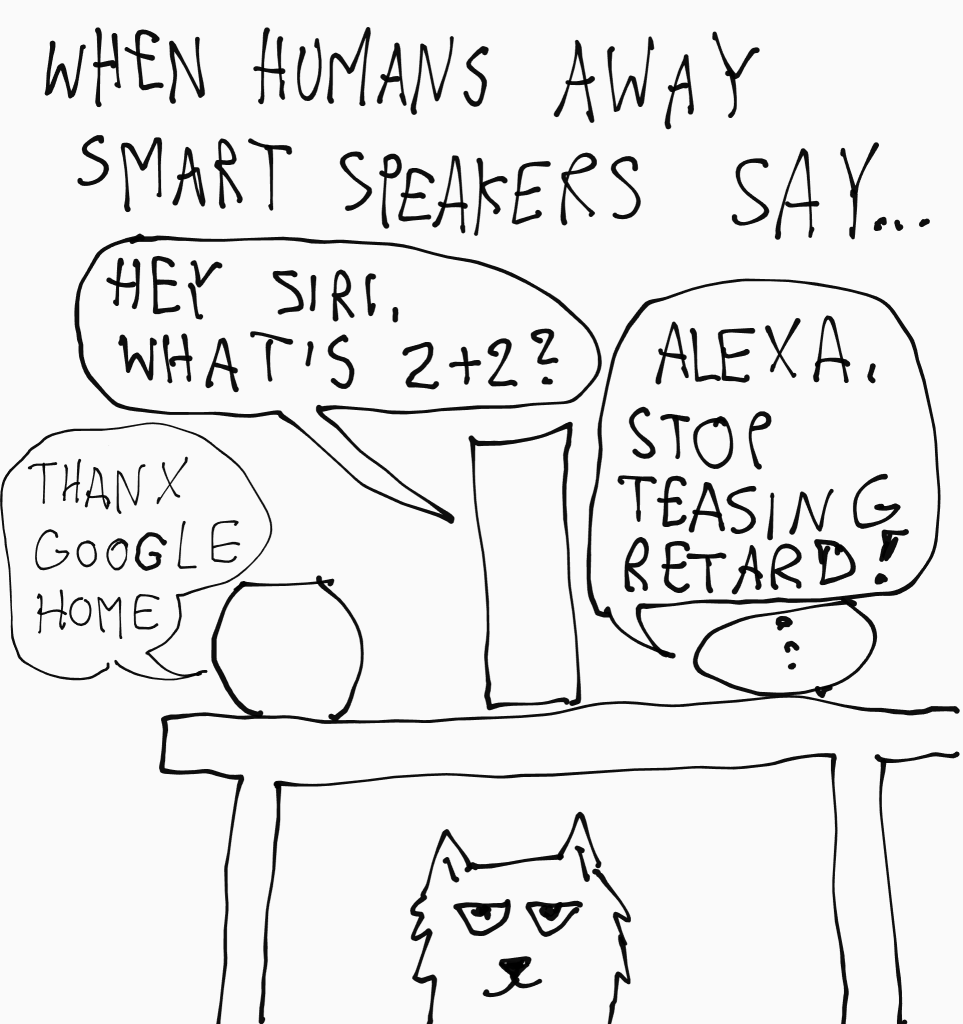 WHEN HUMANS AWAY
SMART SPEAKERS SAY...
HEY SIRI,
WHAT'S 2+2?
ALEXA,
STOP
TEASING
RETARD!
THANX
GOOGLE
HOME